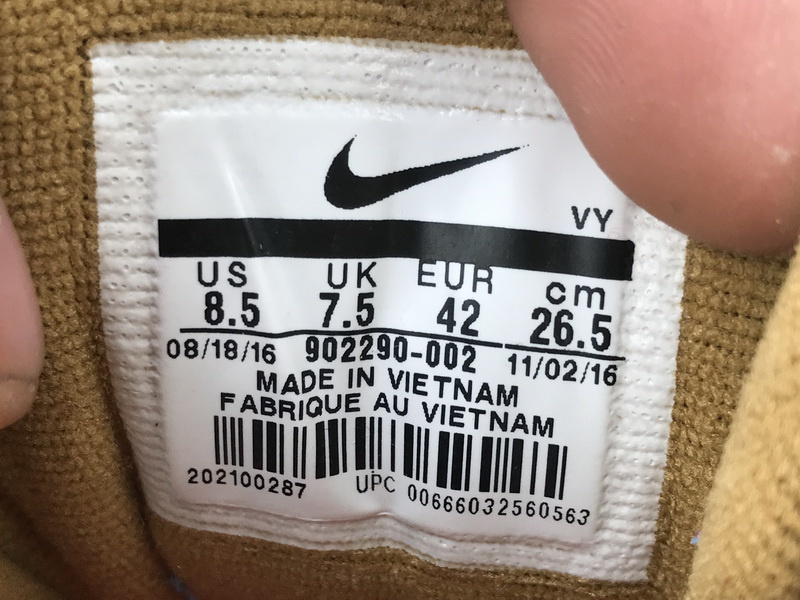 VY
US UK EUR cm
8.5 7.5 42 26.5
08/18/16 902290-002 11/02/16
MADE IN VIETNAM
FABRIQUE AU VIETNAM
202100287 UPC 00666032560563